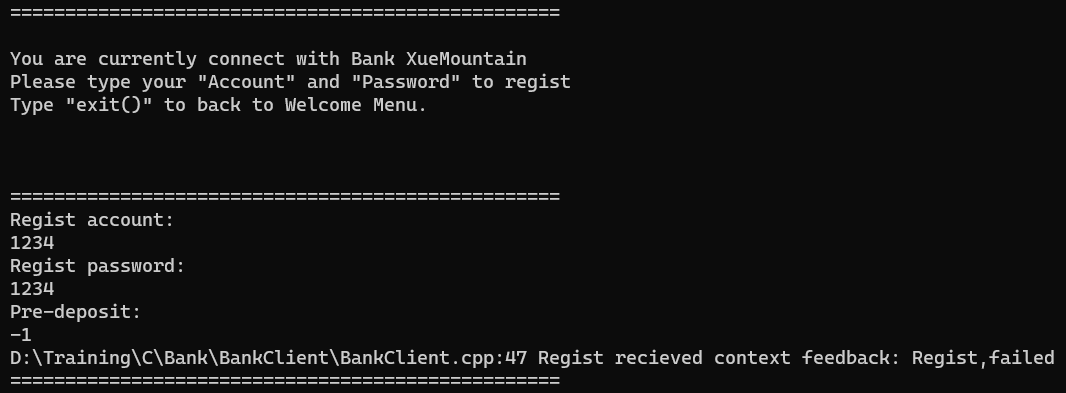 ==================================================
You are currently connect with Bank XueMountain
Please type your "Account" and "Password" to regist
Type "exit()" to back to Welcome Menu.
==================================================
Regist account:
1234
Regist password:
1234
Pre-deposit:
-1
D:\Training\C\Bank\BankClient\BankClient.cpp:47 Regist recieved context feedback: Regist,failed
==================================================